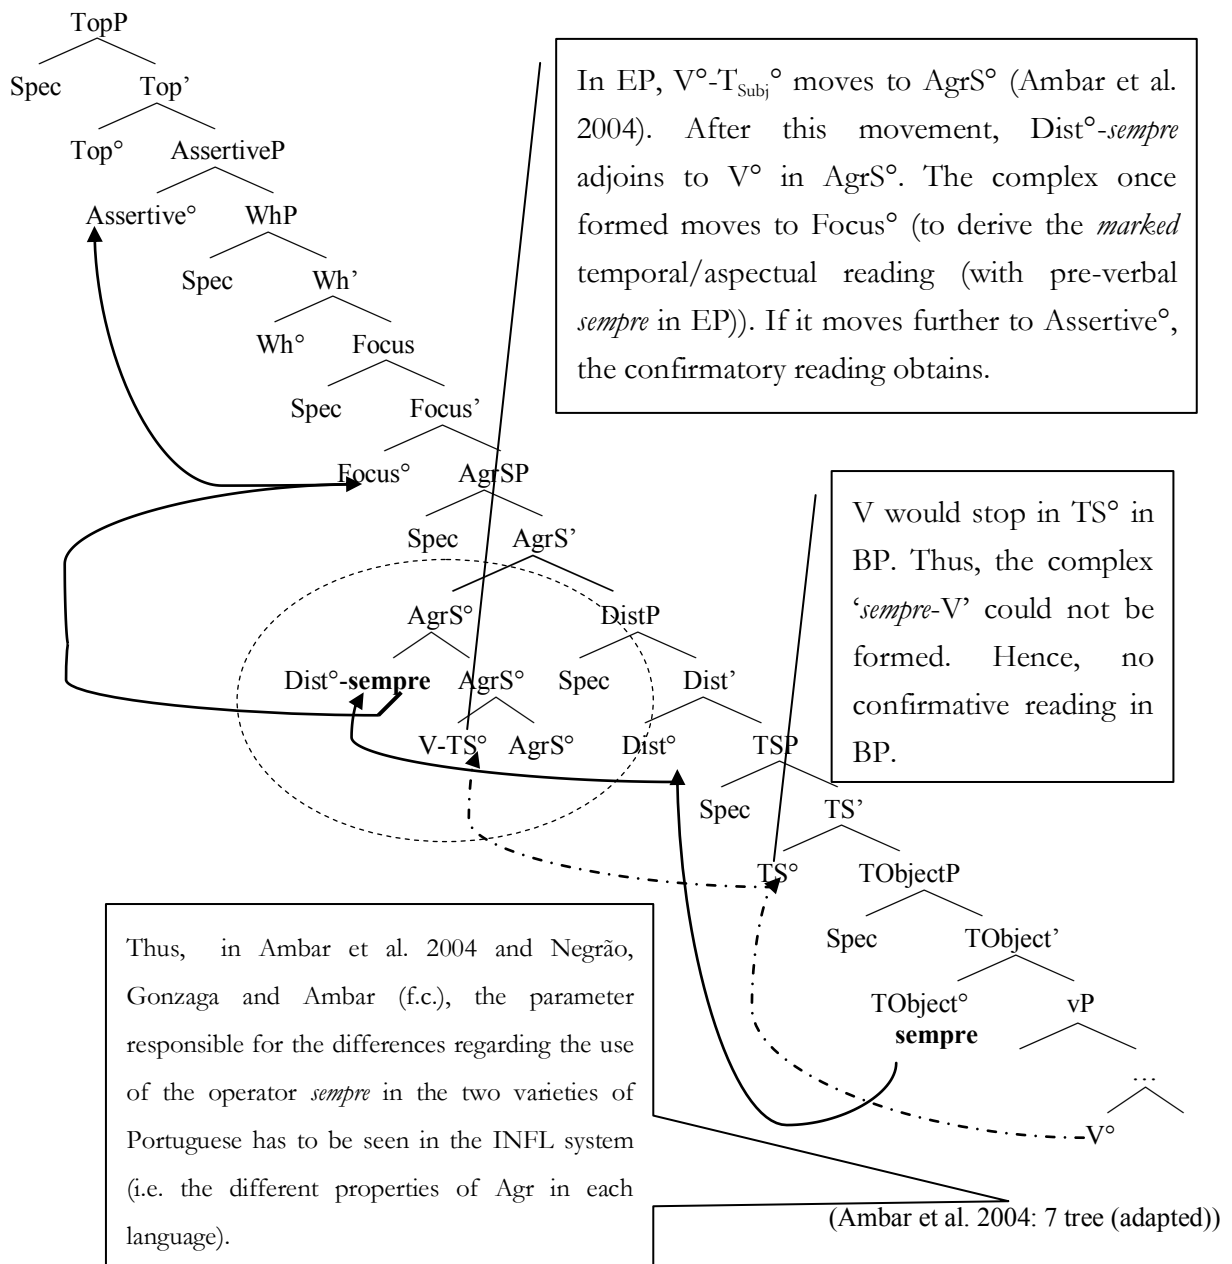 TopP
Spec Top’
Top° AssertiveP
Assertive° WhP
Spec Wh’
Wh° Focus
Spec Focus’
Focus° AgrSP
Spec AgrS’
AgrS° DistP
Dist°-sempre AgrS° Spec Dist’
V-TS° AgrS° Dist° TSP
Spec TS’
TS° TObjectP
Spec TObject’
TObject° vP
sempre
…
V°
In EP, V°-TSubj° moves to AgrS° (Ambar et al.
2004). After this movement, Dist°-sempre
adjoins to V° in AgrS°. The complex once
formed moves to Focus° (to derive the marked
temporal/aspectual reading (with pre-verbal
sempre in EP)). If it moves further to Assertive°,
the confirmatory reading obtains.
V would stop in TS° in
BP. Thus, the complex
‘sempre-V’ could not be
formed. Hence, no
confirmative reading in
BP.
Thus, in Ambar et al. 2004 and Negrão,
Gonzaga and Ambar (f.c.), the parameter
responsible for the differences regarding the use
of the operator sempre in the two varieties of
Portuguese has to be seen in the INFL system
(i.e. the different properties of Agr in each
language).
(Ambar et al. 2004: 7 tree (adapted))